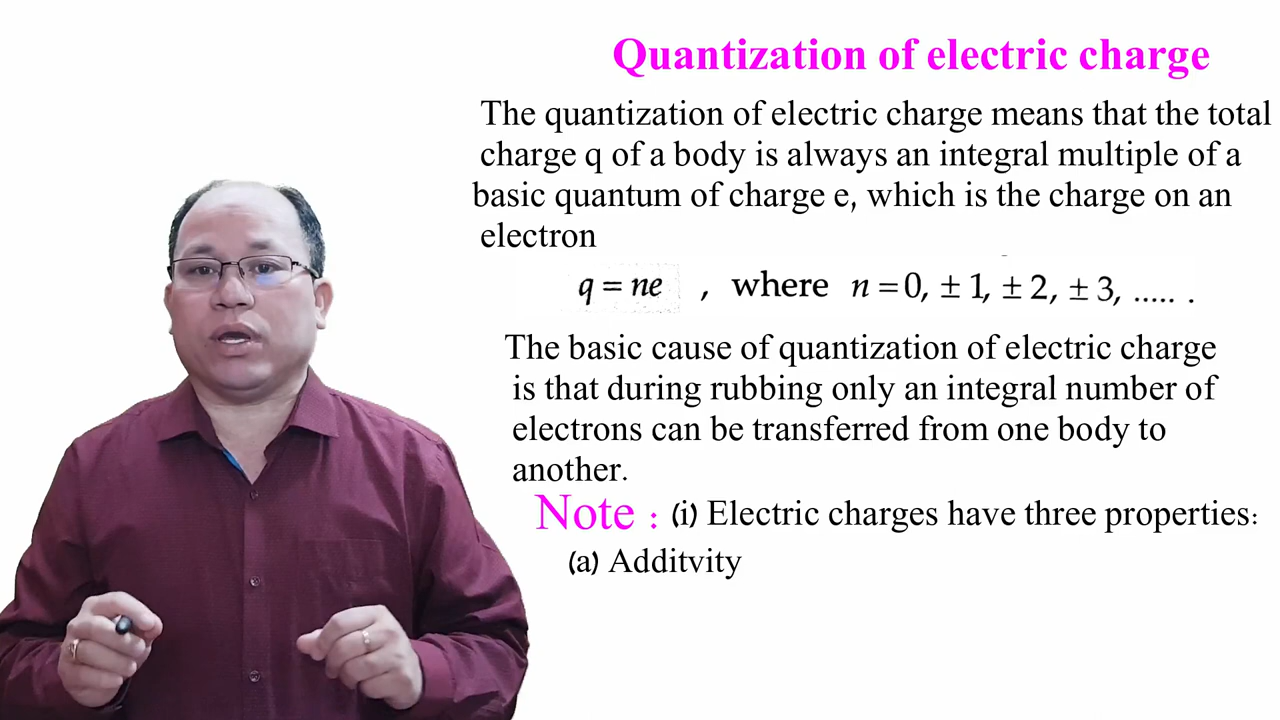 Quantization of electric charge
The quantization of electric charge means that the total
charge q of a body is always an integral multiple of a
basic quantum of charge e, which is the charge on an
electron
q = ne , where n = 0, ± 1, ± 2, ± 3, ..... .
The basic cause of quantization of electric charge
is that during rubbing only an integral number of
electrons can be transferred from one body to
another.
Note : (i) Electric charges have three properties:
(a) Additvity